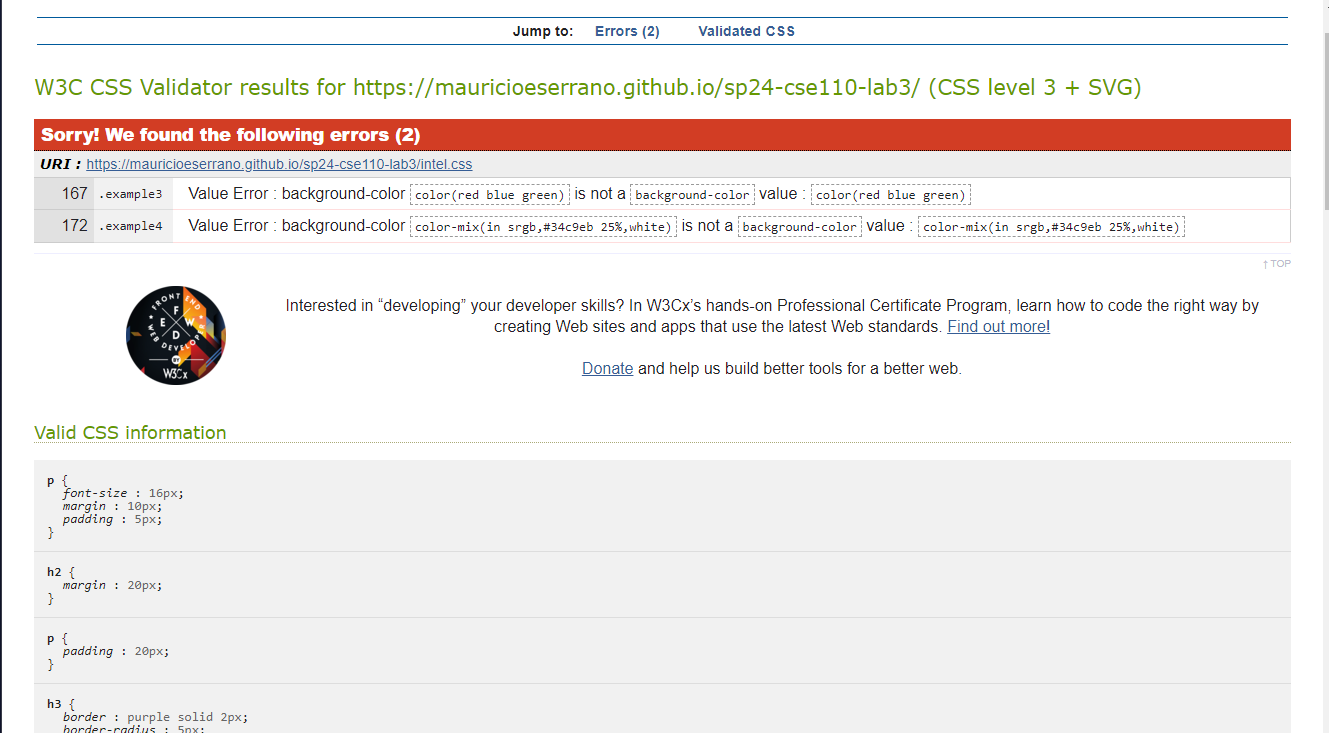 Jump to: Errors (2) Validated CSS
W3C CSS Validator results for https://mauricioeserrano.github.io/sp24-cse110-lab3/ (CSS level 3 + SVG)
Sorry! We found the following errors (2)
URI : https://mauricioeserrano.github.io/sp24-cse110-lab3/intel.css
167 .example3 Value Error : background-color color(red blue green) is not a background-color value : color(red blue green)
172 .example4 Value Error : background-color color-mix(in srgb,#34c9eb 25%,white) is not a background-color value : color-mix(in srgb,#34c9eb 25%,white)
↑ TOP
FRONT END
F
E W
D
WEB DEVELOPER
BY
W3Cx
Interested in “developing” your developer skills? In W3Cx’s hands-on Professional Certificate Program, learn how to code the right way by
creating Web sites and apps that use the latest Web standards. Find out more!
Donate and help us build better tools for a better web.
Valid CSS information
p {
font-size : 16px;
margin : 10px;
padding : 5px;
}
h2 {
margin : 20px;
}
p {
padding : 20px;
}
h3 {
border : purple solid 2px;
border-radius : 5px;